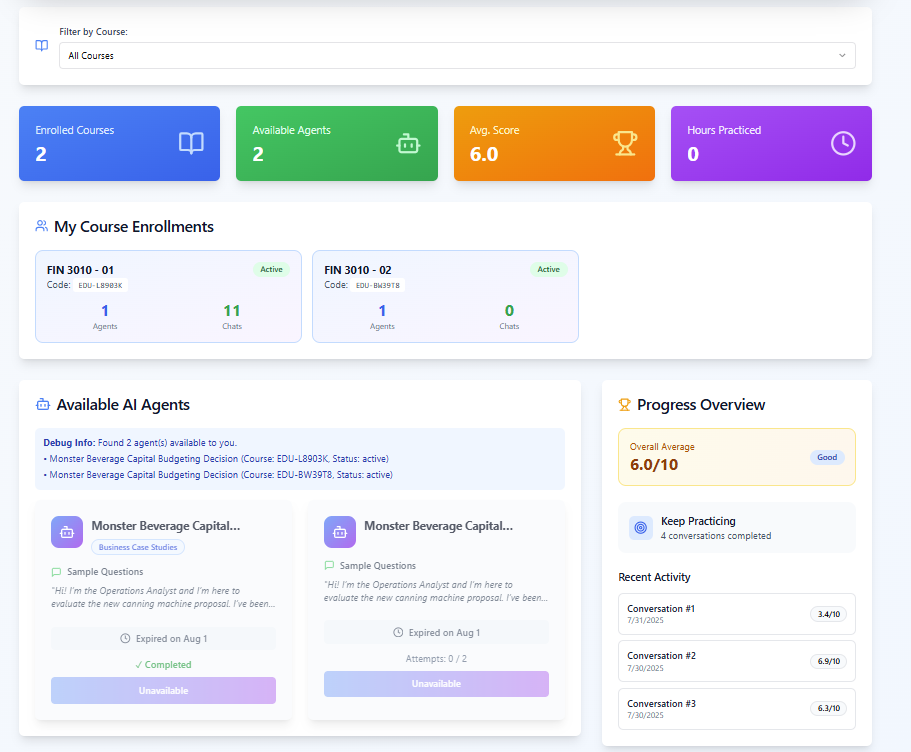 Filter by Course:
All Courses
Enrolled Courses
2
Available Agents
2
Avg. Score
6.0
Hours Practiced
0
My Course Enrollments
FIN 3010 - 01
Active
Code: EDU-L8903K
1
Agents
11
Chats
FIN 3010 - 02
Active
Code: EDU-BW39T8
1
Agents
0
Chats
Available AI Agents
Debug Info: Found 2 agent(s) available to you.
• Monster Beverage Capital Budgeting Decision (Course: EDU-L8903K, Status: active)
• Monster Beverage Capital Budgeting Decision (Course: EDU-BW39T8, Status: active)
Monster Beverage Capital...
Business Case Studies
Sample Questions
"Hi! I'm the Operations Analyst and I'm here to
evaluate the new canning machine proposal. I've been...
Expired on Aug 1
✓ Completed
Unavailable
Monster Beverage Capital...
Sample Questions
"Hi! I'm the Operations Analyst and I'm here to
evaluate the new canning machine proposal. I've been...
Expired on Aug 1
Attempts: 0 / 2
Unavailable
Progress Overview
Overall Average
6.0/10
Good
Keep Practicing
4 conversations completed
Recent Activity
Conversation #1
7/31/2025
3.4/10
Conversation #2
7/30/2025
6.9/10
Conversation #3
7/30/2025
6.3/10